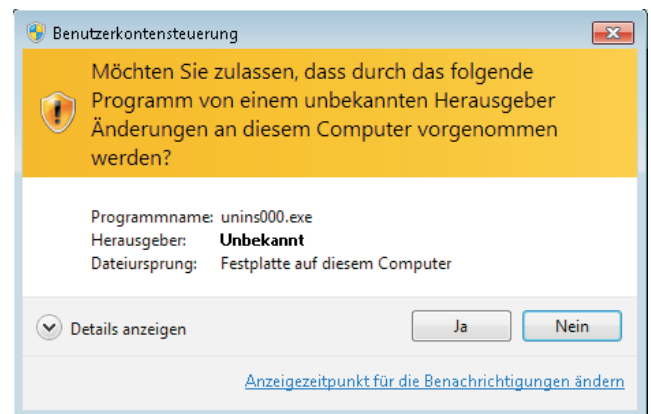 Benutzerkontensteuerung
Möchten Sie zulassen, dass durch das folgende
Programm von einem unbekannten Herausgeber
Änderungen an diesem Computer vorgenommen
werden?
Programmname: unins000.exe
Herausgeber: Unbekannt
Dateiursprung: Festplatte auf diesem Computer
Details anzeigen Ja Nein
Anzeigezeitpunkt für die Benachrichtigungen ändern